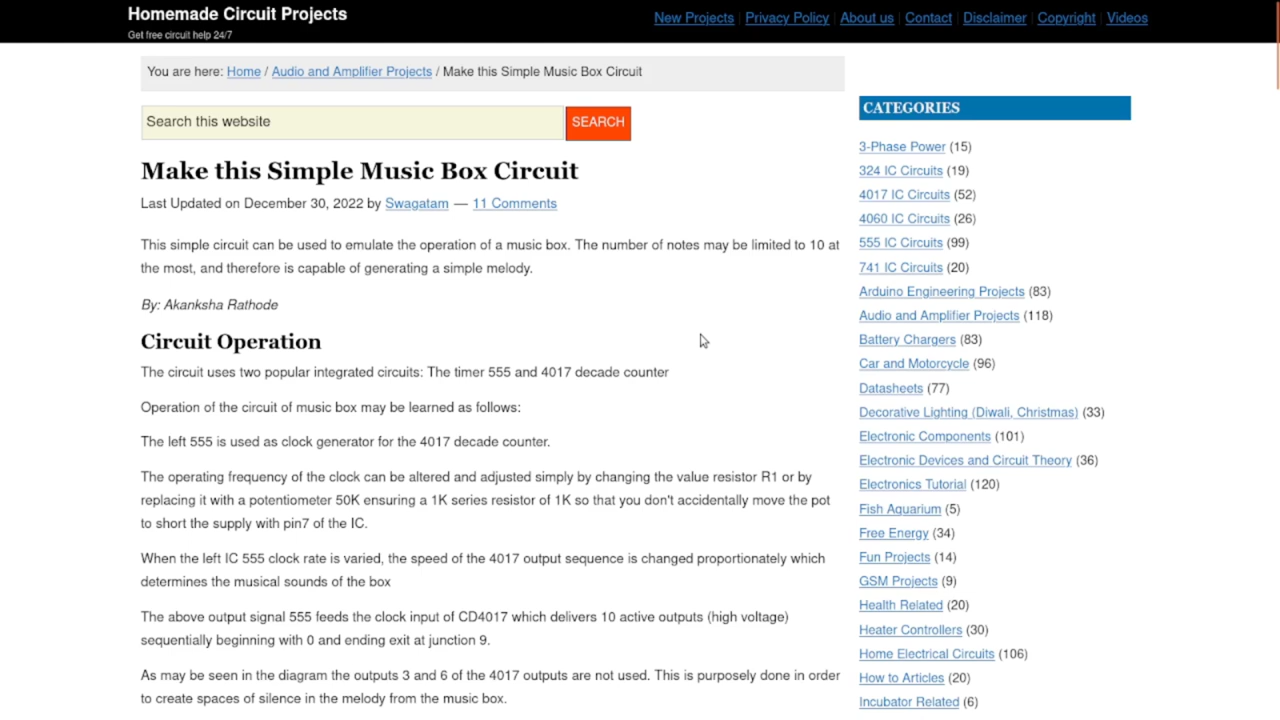 Homemade Circuit Projects
Get free circuit help 24/7
New Projects | Privacy Policy | About us | Contact | Disclaimer | Copyright | Videos
You are here: Home / Audio and Amplifier Projects / Make this Simple Music Box Circuit
Search this website
SEARCH
Make this Simple Music Box Circuit
Last Updated on December 30, 2022 by Swagatam — 11 Comments
This simple circuit can be used to emulate the operation of a music box. The number of notes may be limited to 10 at
the most, and therefore is capable of generating a simple melody.
By: Akanksha Rathode
Circuit Operation
The circuit uses two popular integrated circuits: The timer 555 and 4017 decade counter
Operation of the circuit of music box may be learned as follows:
The left 555 is used as clock generator for the 4017 decade counter.
The operating frequency of the clock can be altered and adjusted simply by changing the value resistor R1 or by
replacing it with a potentiometer 50K ensuring a 1K series resistor of 1K so that you don't accidentally move the pot
to short the supply with pin7 of the IC.
When the left IC 555 clock rate is varied, the speed of the 4017 output sequence is changed proportionately which
determines the musical sounds of the box
The above output signal 555 feeds the clock input of CD4017 which delivers 10 active outputs (high voltage)
sequentially beginning with 0 and ending exit at junction 9.
As may be seen in the diagram the outputs 3 and 6 of the 4017 outputs are not used. This is purposely done in order
to create spaces of silence in the melody from the music box.
CATEGORIES
3-Phase Power (15)
324 IC Circuits (19)
4017 IC Circuits (52)
4060 IC Circuits (26)
555 IC Circuits (99)
741 IC Circuits (20)
Arduino Engineering Projects (83)
Audio and Amplifier Projects (118)
Battery Chargers (83)
Car and Motorcycle (96)
Datasheets (77)
Decorative Lighting (Diwali, Christmas) (33)
Electronic Components (101)
Electronic Devices and Circuit Theory (36)
Electronics Tutorial (120)
Fish Aquarium (5)
Free Energy (34)
Fun Projects (14)
GSM Projects (9)
Health Related (20)
Heater Controllers (30)
Home Electrical Circuits (106)
How to Articles (20)
Incubator Related (6)